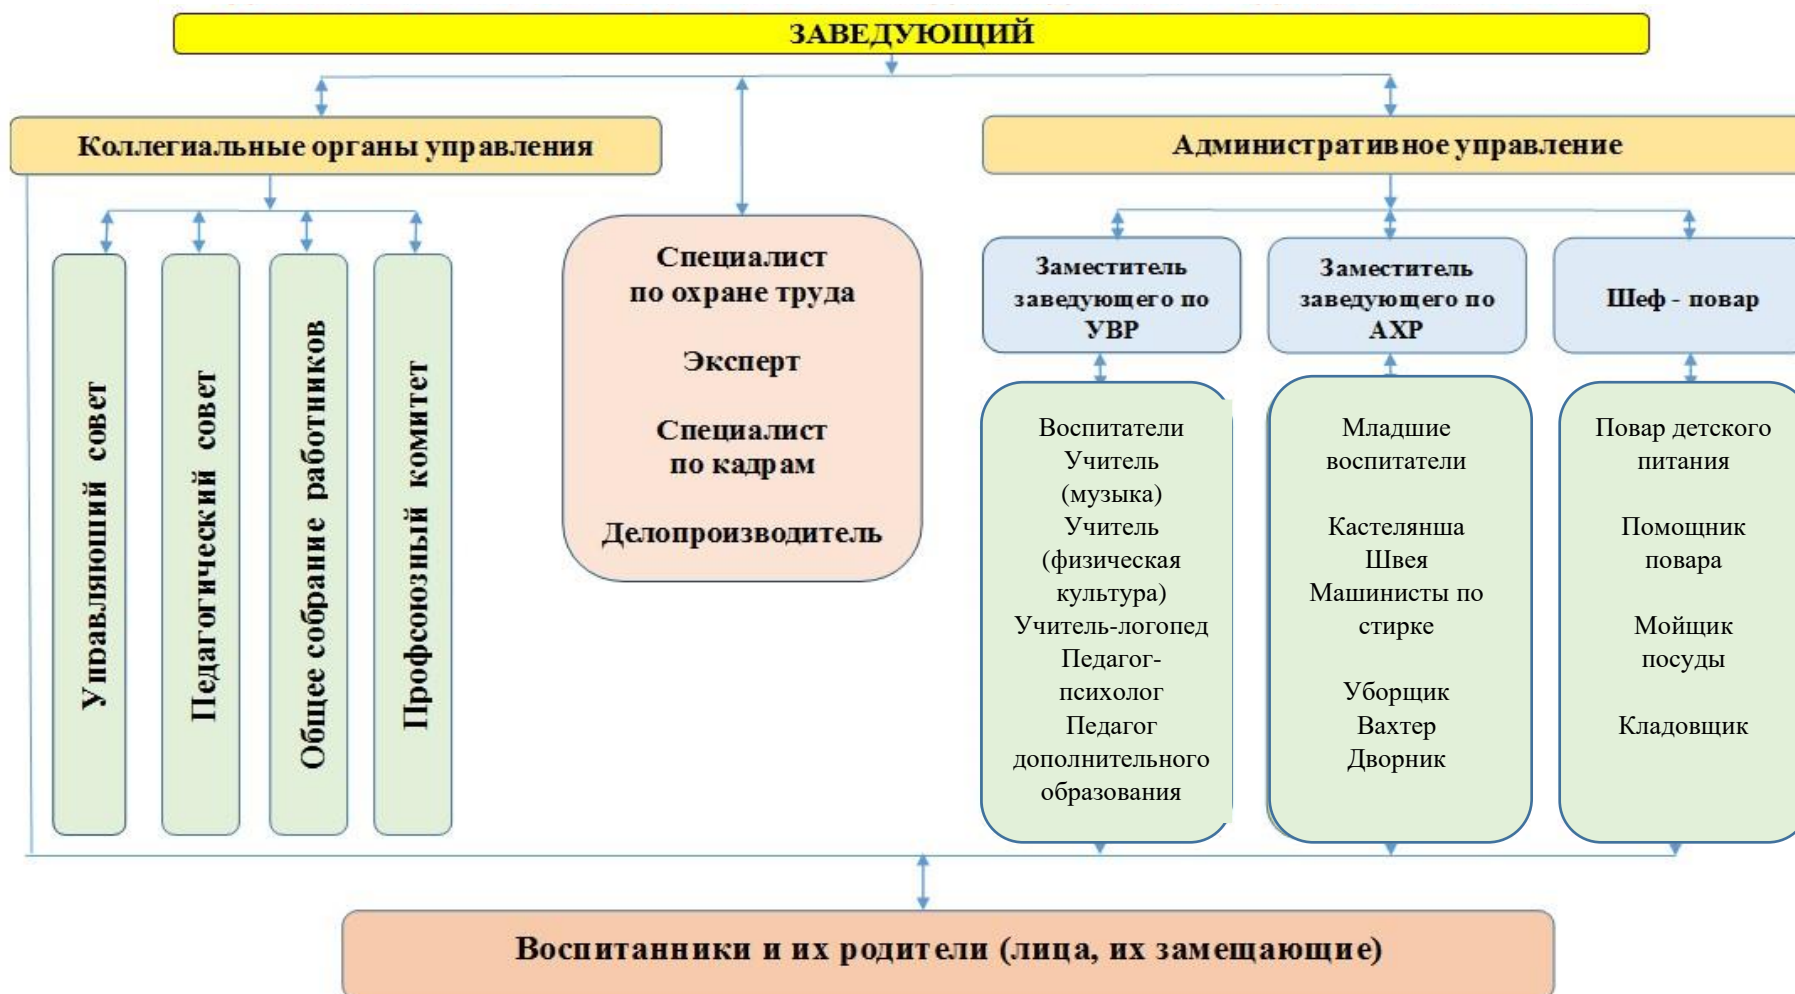 ЗАВЕДУЮЩИЙ
Коллегиальные органы управления
Административное управление
Управляюший совет
Педагогический совет
Общее собрание работников
Профсоюзный комитет
Специалист
по охране труда
Эксперт
Специалист
по кадрам
Делопроизводитель
Заместитель
заведующего по
УВР
Заместитель
заведующего по
АХР
Шеф - повар
Воспитатели
Учитель
(музыка)
Учитель
(физическая
культура)
Учитель-логопед
Педагог-
психолог
Педагог
дополнительного
образования
Младшие
воспитатели
Кастелянша
Швея
Машинисты по
стирке
Уборщик
Вахтер
Дворник
Повар детского
питания
Помощник
повара
Мойщик
посуды
Кладовщик
Воспитанники и их родители (лица, их замещающие)